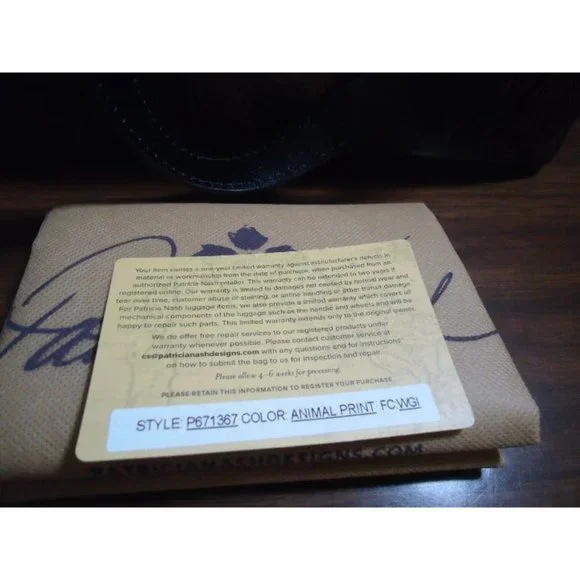 Your item carries a one-year limited warranty against manufacturer's defects in
material or workmanship from the date of purchase, when purchased from an
authorized Patricia Nash retailer. This warranty can be extended to two years if
registered online. Our warranty is limited to damages not caused by normal wear and
tear over time, customer abuse or staining, or airline handling or other transit damage.
For Patricia Nash luggage items, we also provide a limited warranty which covers all
mechanical components of the luggage such as the handle and wheels and will be
happy to repair such parts. This limited warranty extends only to the original owner.
We do offer free repair services to our registered products under
warranty whenever possible. Please contact customer service at
cs@patricianashdesigns.com with any questions and for instructions
on how to submit the bag to us for inspection and repair.
Please allow 4-6 weeks for processing.
PLEASE RETAIN THIS INFORMATION TO REGISTER YOUR PURCHASE
STYLE: P671367 COLOR: ANIMAL PRINT FC:WGI
PATRICIANASHDESIGNS.COM